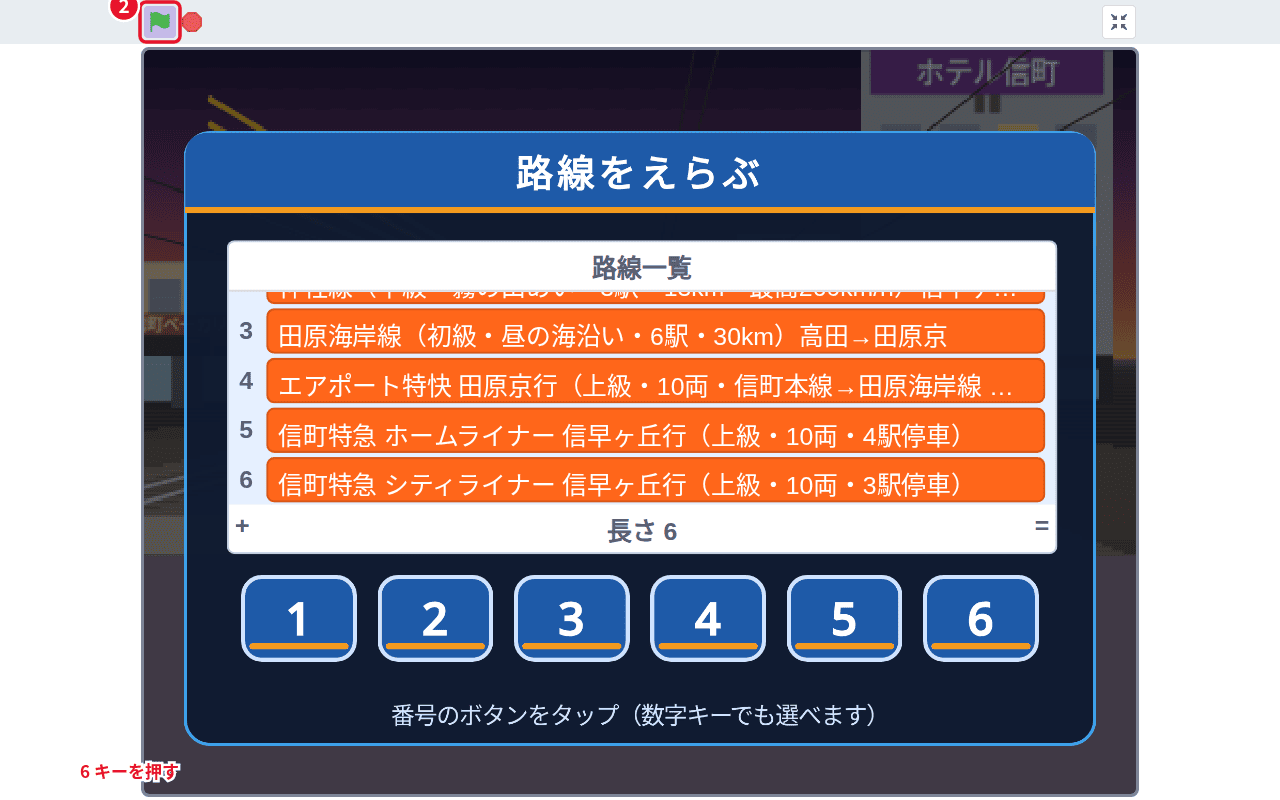 2
ホテル信町
路線をえらぶ
路線一覧
3 田原海岸線（初級・昼の海沿い・6駅・30km）高田→田原京
4 エアポート特快 田原京行（上級・10両・信町本線→田原海岸線 …
5 信町特急 ホームライナー 信早ヶ丘行（上級・10両・4駅停車）
6 信町特急 シティライナー 信早ヶ丘行（上級・10両・3駅停車）
+ 長さ 6 =
1 2 3 4 5 6
番号のボタンをタップ（数字キーでも選べます）
6 キーを押す